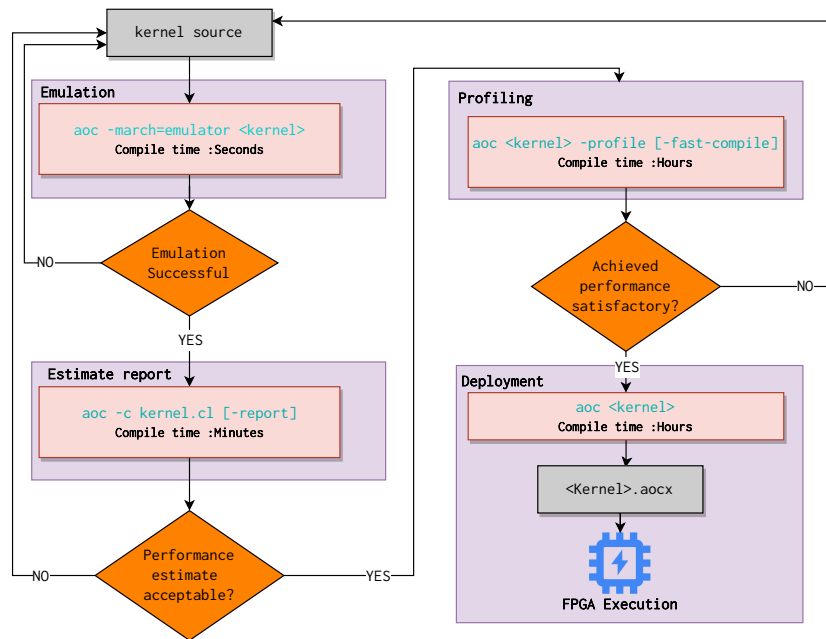 kernel source
Emulation
aoc -march=emulator <kernel>
Compile time :Seconds
Emulation
Successful
NO
YES
Estimate report
aoc -c kernel.cl [-report]
Compile time :Minutes
Performance
estimate
acceptable?
NO
YES
Profiling
aoc <kernel> -profile [-fast-compile]
Compile time :Hours
Achieved
performance
satisfactory?
NO
YES
Deployment
aoc <kernel>
Compile time :Hours
<Kernel>.aocx
FPGA Execution